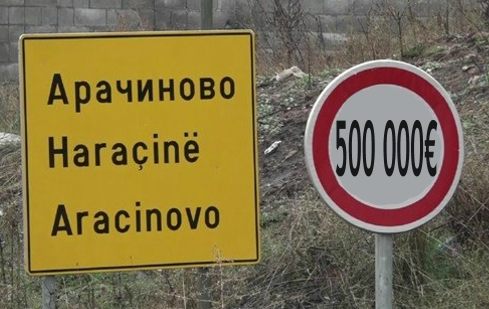 Арачиново
Haraçinë
Aracinovo
500 000€